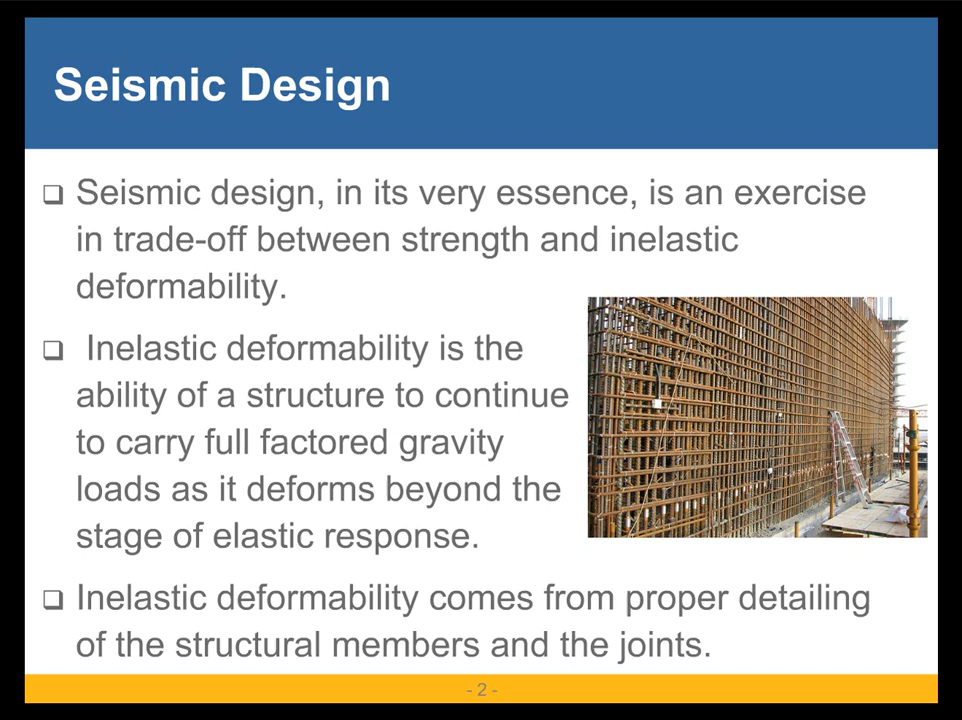 Seismic Design
❑ Seismic design, in its very essence, is an exercise
in trade-off between strength and inelastic
deformability.
❑ Inelastic deformability is the
ability of a structure to continue
to carry full factored gravity
loads as it deforms beyond the
stage of elastic response.
❑ Inelastic deformability comes from proper detailing
of the structural members and the joints.
- 2 -